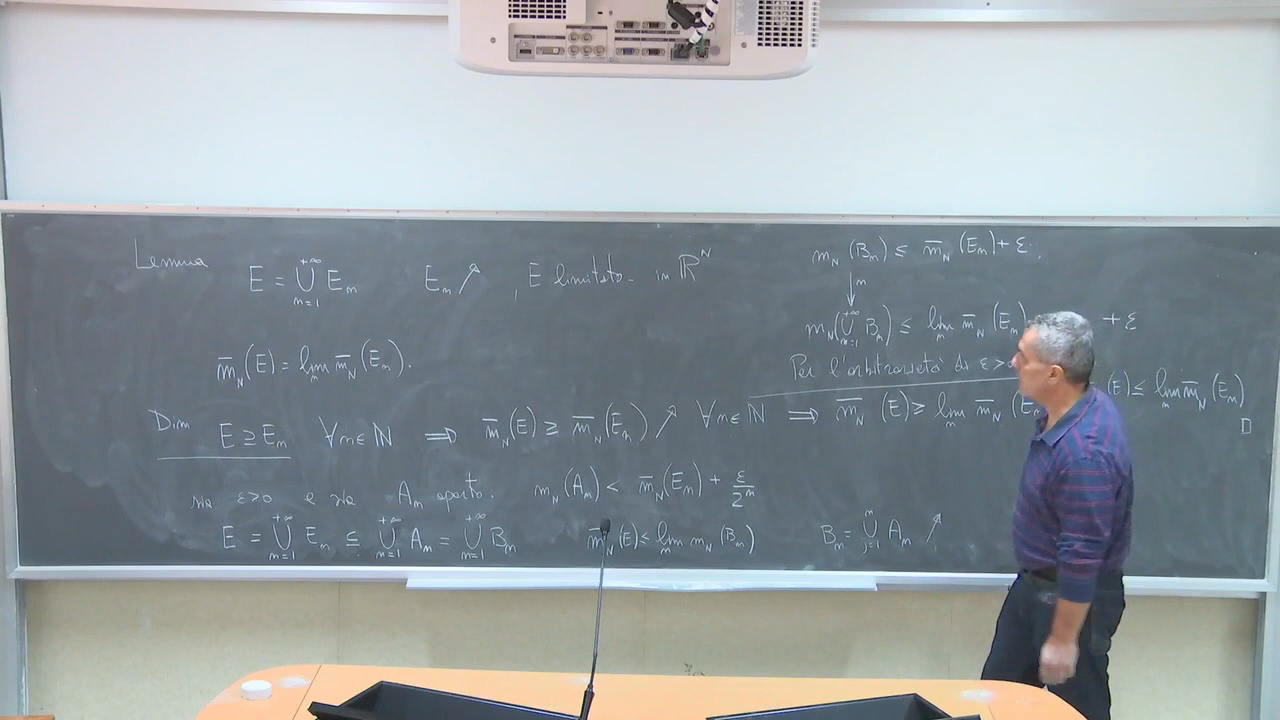 Lemma
E = ⋃_{n=1}^{+∞} E_n   E_n ↗ , E limitato in ℝ^N
m̅_N(E) = lim_n m̅_N(E_n).
Dim E ⊇ E_n ∀n∈ℕ ⟹ m̅_N(E) ≥ m̅_N(E_n) ↗ ∀n∈ℕ ⟹ m̅_N(E) ≥ lim_n m̅_N(E_n
sia ε>0 e sia A_n aperto. m_N(A_n) < m̅_N(E_n) + ε/2^n
E = ⋃_{n=1}^{+∞} E_n ⊆ ⋃_{n=1}^{+∞} A_n = ⋃_{n=1}^{+∞} B_n   m̅_N(E) ≤ lim_n m_N(B_n)   B_n = ⋃_{j=1}^{n} A_n ↗
m_N(B_n) ≤ m̅_N(E_n) + ε.
↓ n
m_N(⋃_{n=1}^{+∞} B_n) ≤ lim_n m̅_N(E_n) + ε
Per l'arbitrarietà di ε>
(E) ≤ lim_n m̅_N(E_n)
□